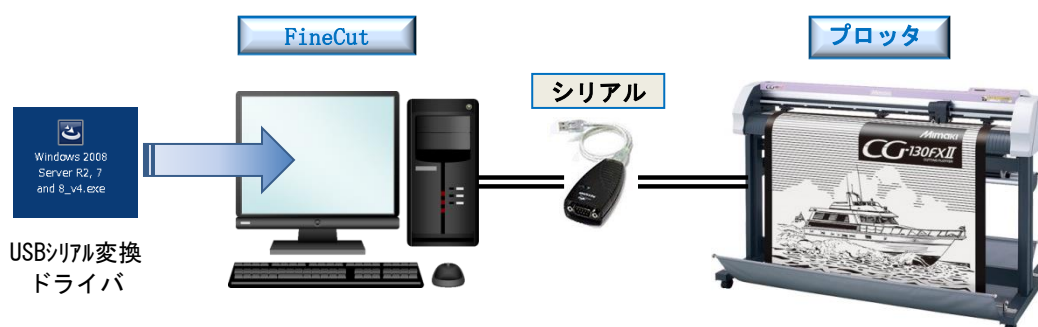 FineCut
プロッタ
シリアル
Windows 2008
Server R2, 7
and 8_v4.exe
USBシリアル変換
ドライバ
Mimaki
CG-130FXII